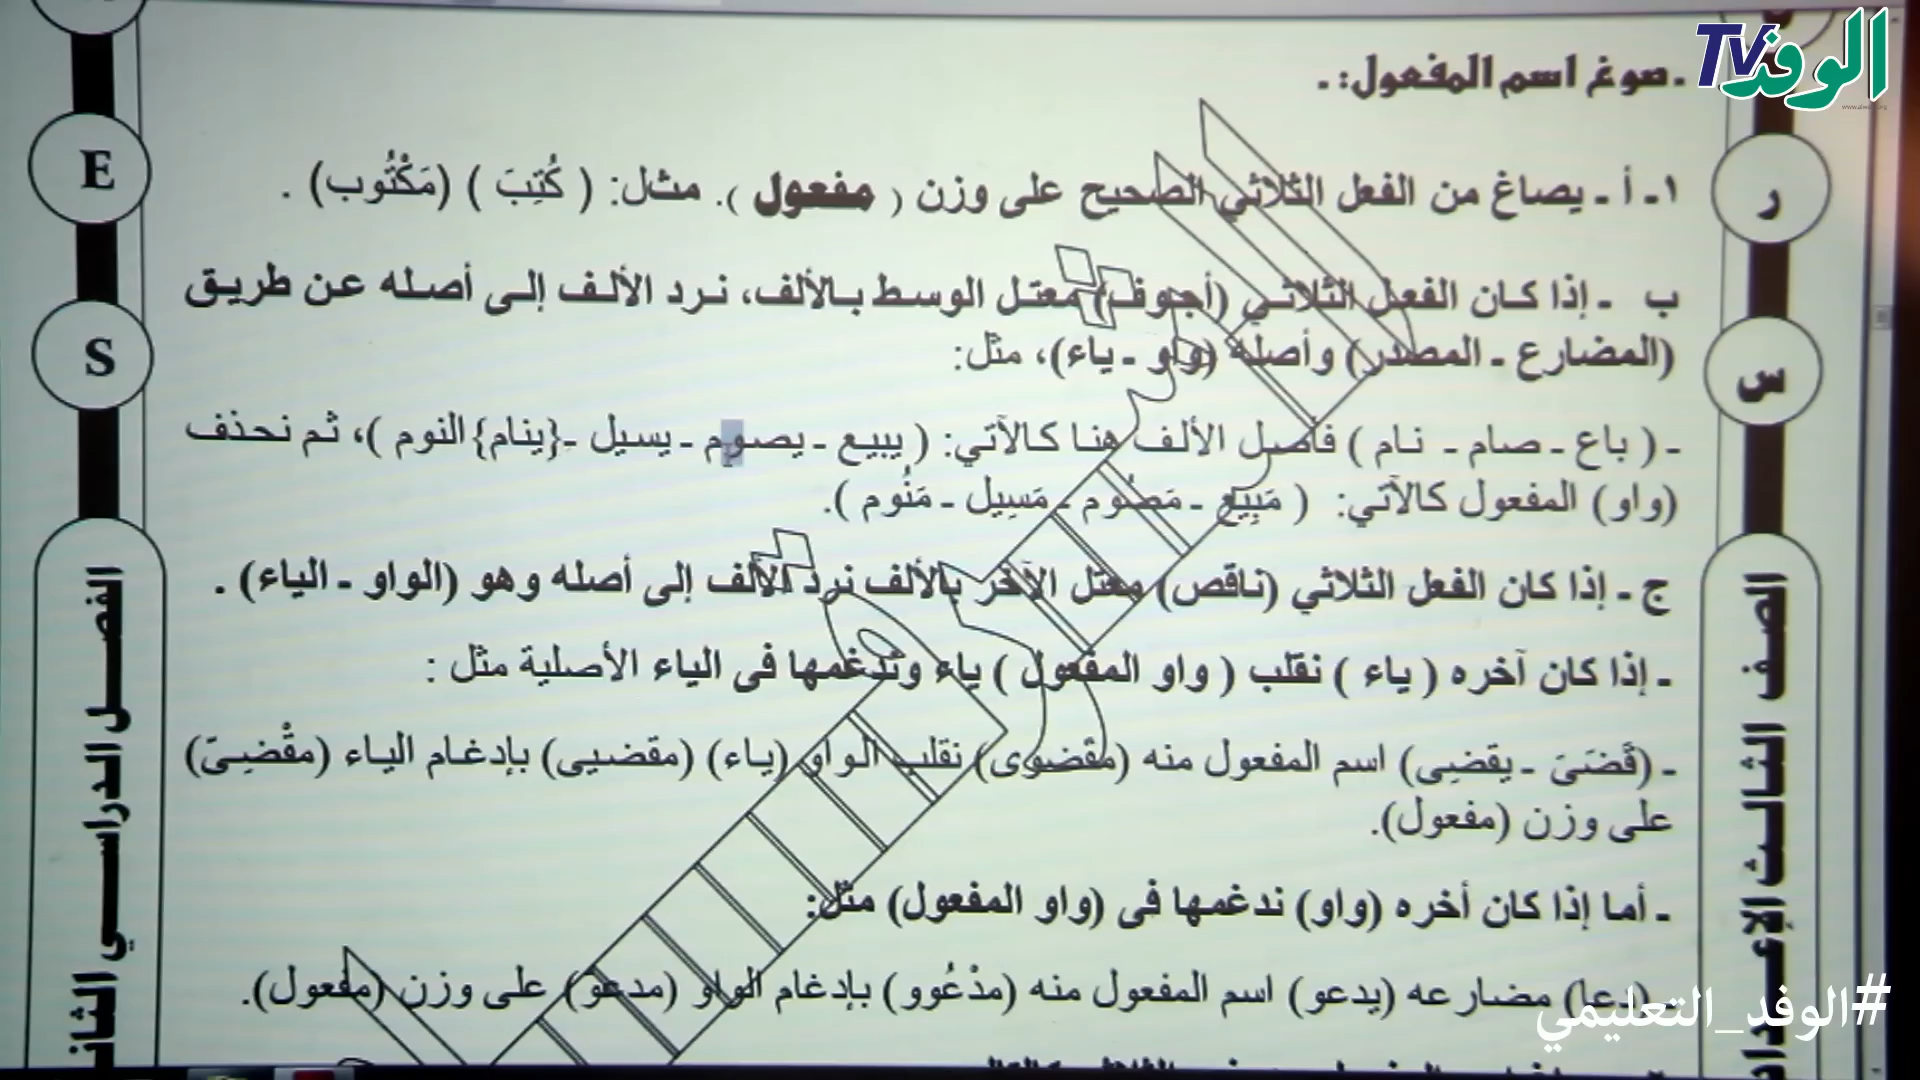 الوفد TV
ـ صوغ اسم المفعول: ـ
١ـ أ ـ يصاغ من الفعل الثلاثي الصحيح على وزن ( مفعول ). مثل: ( كُتِبَ ) (مَكْتُوب) .
ب ـ إذا كان الفعل الثلاثي (أجوف) معتل الوسط بالألف، نرد الألف إلى أصله عن طريق
(المضارع ـ المصدر) وأصله (واو ـ ياء)، مثل:
ـ ( باع ـ صام ـ نام ) فأصل الألف هنا كالآتي: ( يبيع ـ يصوم ـ يسيل ـ{ينام} النوم )، ثم نحذف
(واو) المفعول كالآتي: ( مَبِيَع ـ مَصُوم ـ مَسِيل ـ مَنُوم ).
ج ـ إذا كان الفعل الثلاثي (ناقص) معتل الآخر بالألف نرد الألف إلى أصله وهو (الواو ـ الياء) .
ـ إذا كان آخره ( ياء ) نقلب ( واو المفعول ) ياء وندغمها فى الياء الأصلية مثل :
ـ (قَضَىَ ـ يقضِى) اسم المفعول منه (مقضوى) نقلب الواو (ياء) (مقضيى) بإدغام الياء (مقْضِىّ)
على وزن (مفعول).
ـ أما إذا كان أخره (واو) ندغمها فى (واو المفعول) مثل:
ـ (دعا) مضارعه (يدعو) اسم المفعول منه (مدْعُوو) بإدغام الواو (مدعوّ) على وزن (مفعول).
E
S
الفصل الدراسي الثاني
ر
س
الصف الثالث الإعدادي
#الوفد_التعليمي